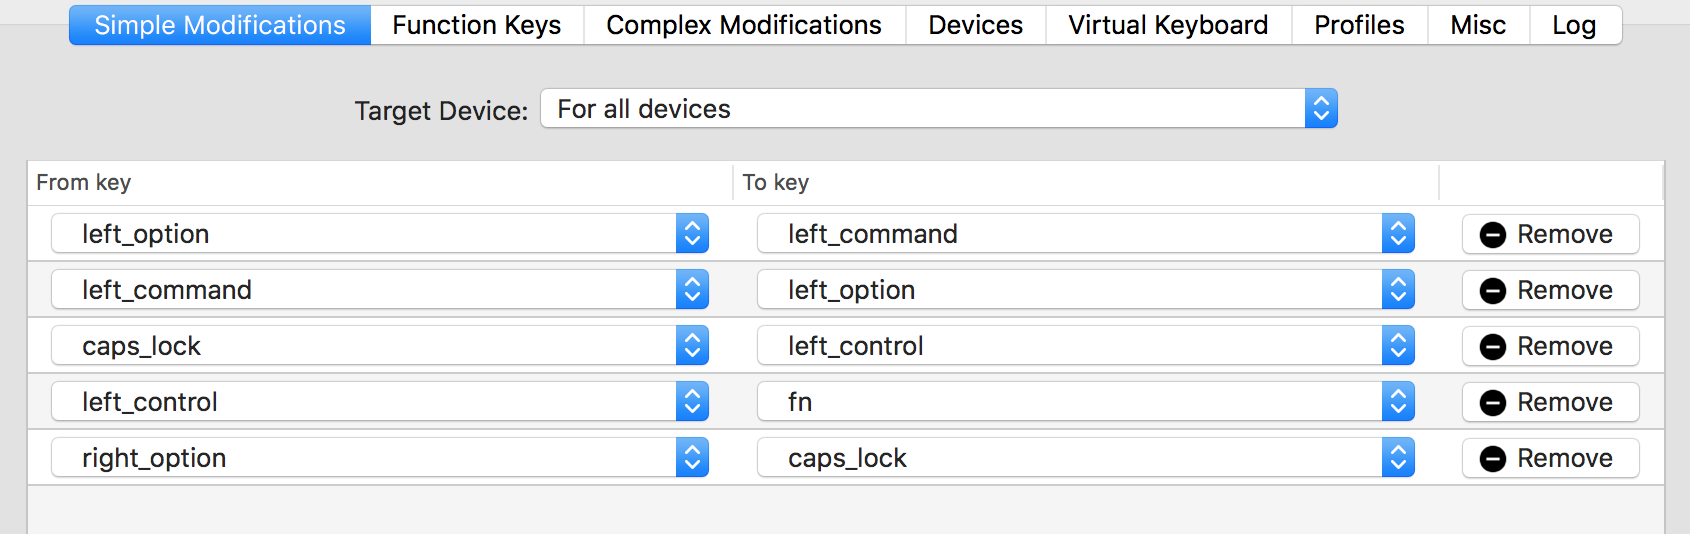 Simple Modifications Function Keys Complex Modifications Devices Virtual Keyboard Profiles Misc Log
Target Device: For all devices
From key To key
left_option left_command Remove
left_command left_option Remove
caps_lock left_control Remove
left_control fn Remove
right_option caps_lock Remove